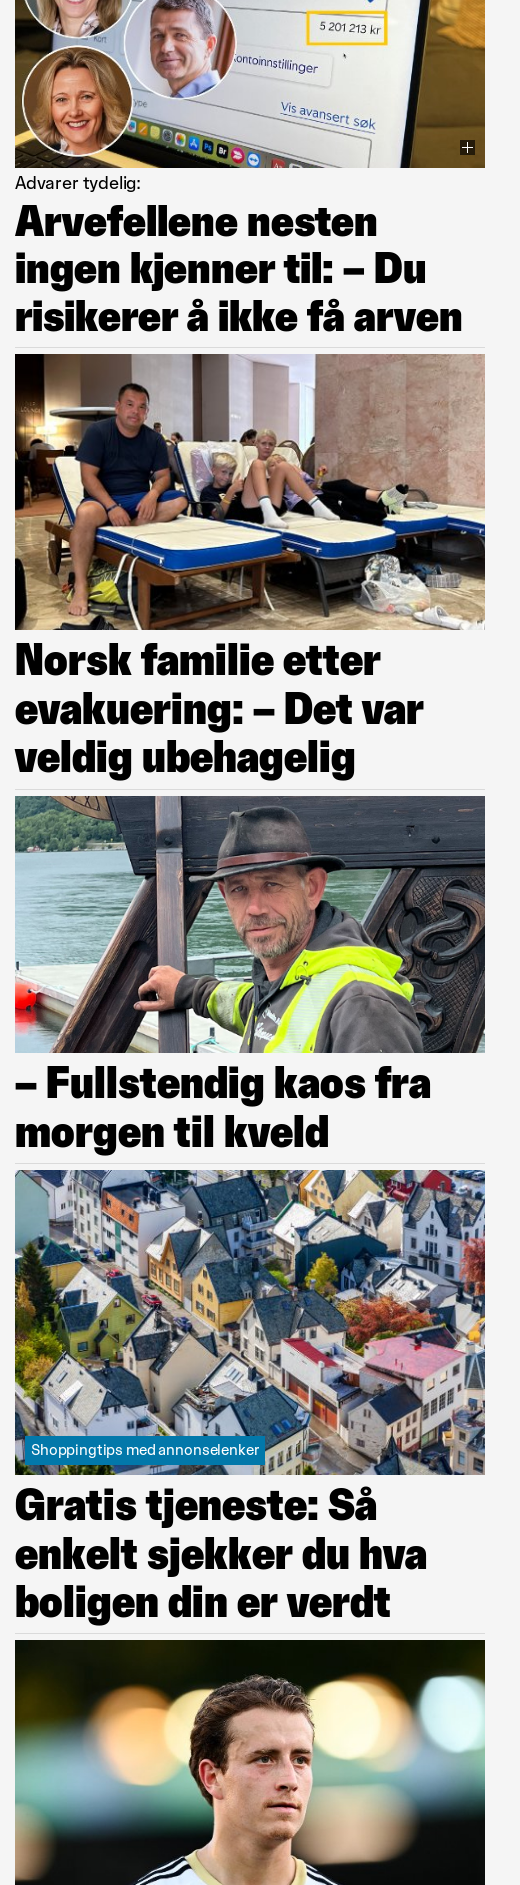 5 201 213 kr
Kort
ontoinnstillinger
ype
Vis avansert søk
Advarer tydelig:
Arvefellene nesten
ingen kjenner til: – Du
risikerer å ikke få arven
Norsk familie etter
evakuering: – Det var
veldig ubehagelig
– Fullstendig kaos fra
morgen til kveld
Shoppingtips med annonselenker
Gratis tjeneste: Så
enkelt sjekker du hva
boligen din er verdt